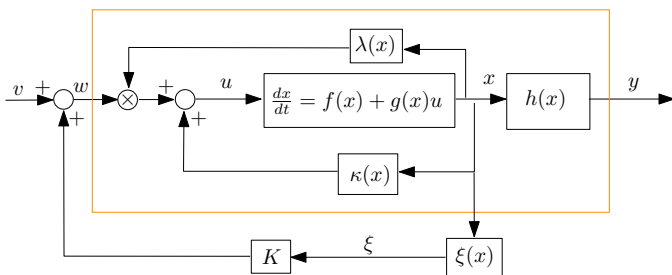 λ(x)
v + w × + u dx/dt = f(x) + g(x)u x h(x) y
+ +
κ(x)
K ξ ξ(x)